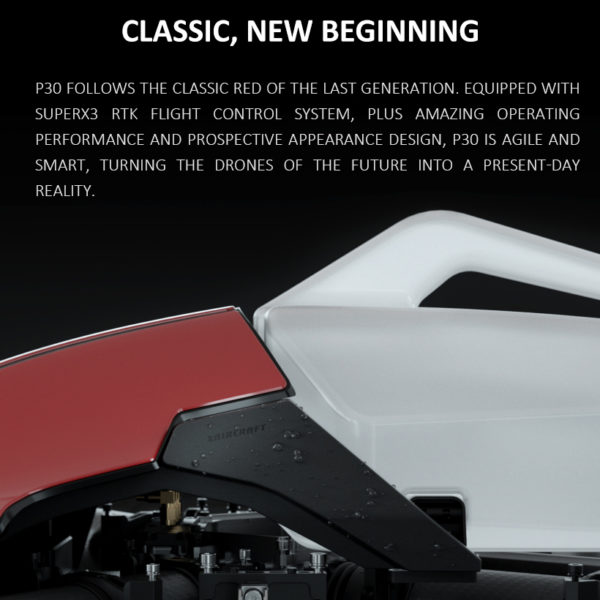 CLASSIC, NEW BEGINNING
P30 FOLLOWS THE CLASSIC RED OF THE LAST GENERATION. EQUIPPED WITH
SUPERX3 RTK FLIGHT CONTROL SYSTEM, PLUS AMAZING OPERATING
PERFORMANCE AND PROSPECTIVE APPEARANCE DESIGN, P30 IS AGILE AND
SMART, TURNING THE DRONES OF THE FUTURE INTO A PRESENT-DAY
REALITY.
XAIRCRAFT